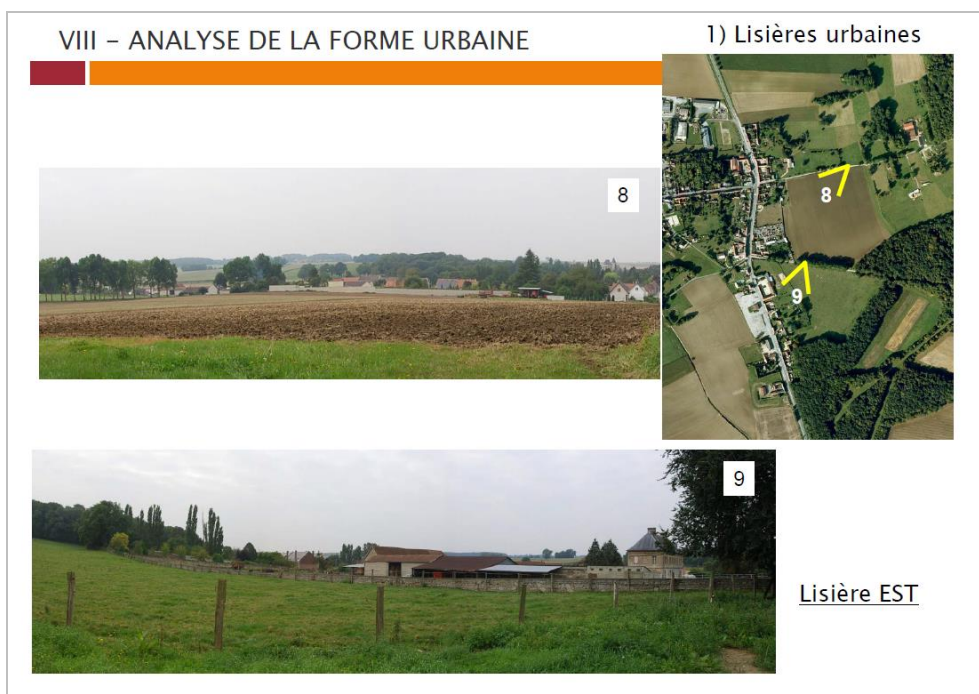 VIII – ANALYSE DE LA FORME URBAINE
1) Lisières urbaines
8
8
9
9
Lisière EST